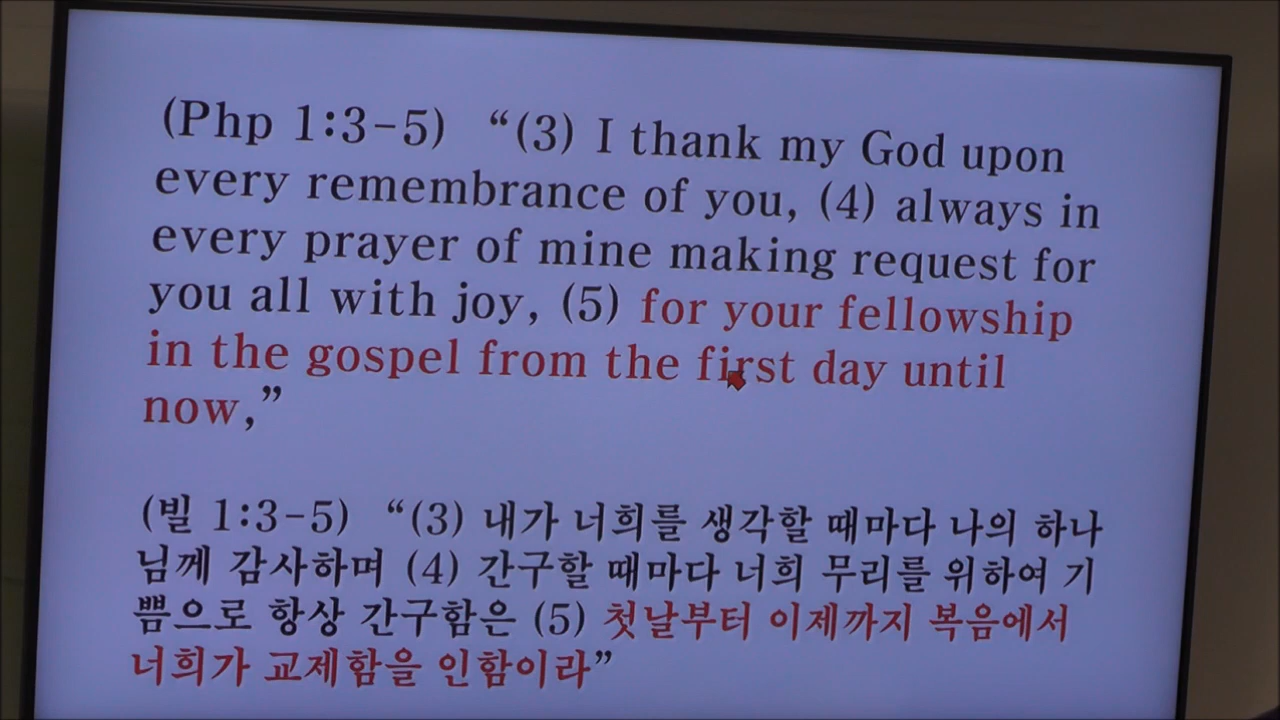 (Php 1:3-5) “(3) I thank my God upon
every remembrance of you, (4) always in
every prayer of mine making request for
you all with joy, (5) for your fellowship
in the gospel from the first day until
now,”
(빌 1:3-5) “(3) 내가 너희를 생각할 때마다 나의 하나
님께 감사하며 (4) 간구할 때마다 너희 무리를 위하여 기
쁨으로 항상 간구함은 (5) 첫날부터 이제까지 복음에서
너희가 교제함을 인함이라”